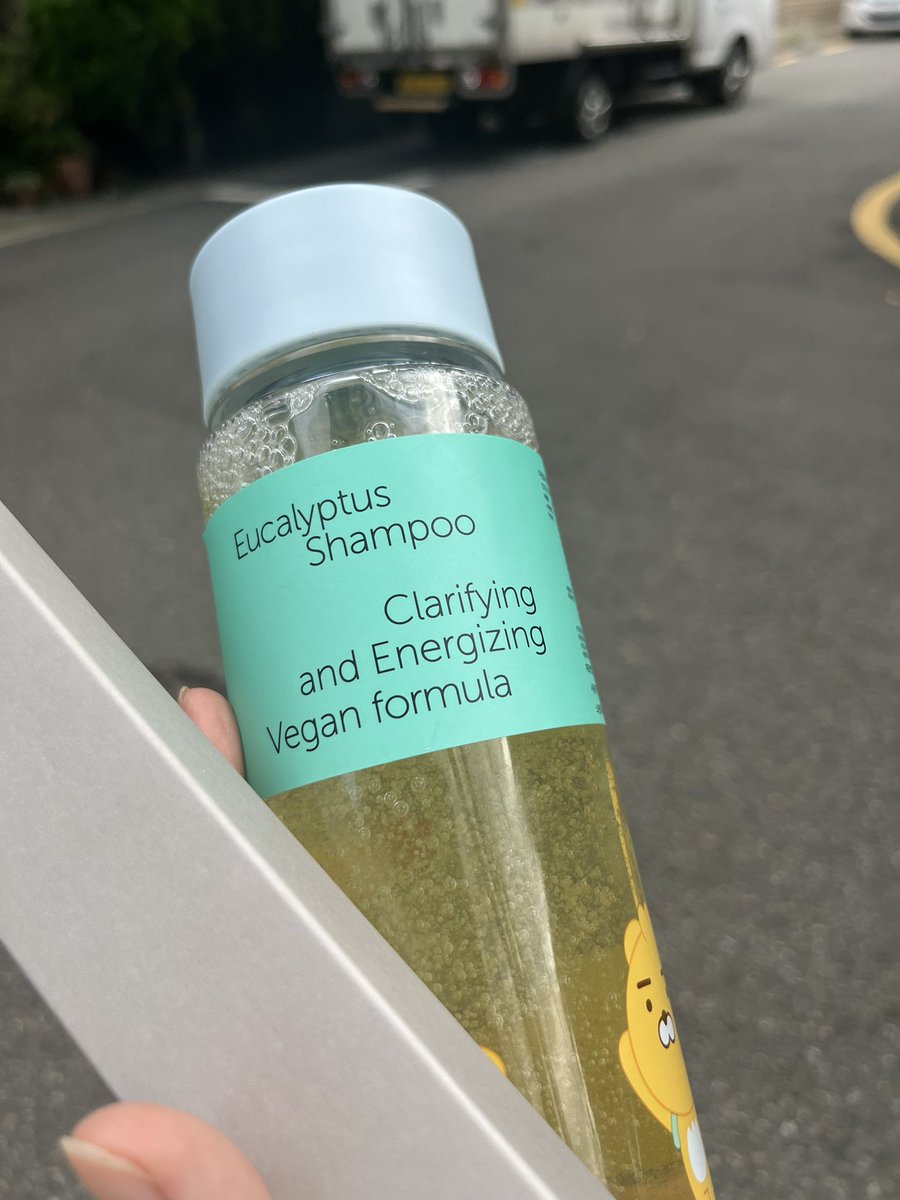 Eucalyptus
Shampoo
Clarifying
and Energizing
Vegan formula